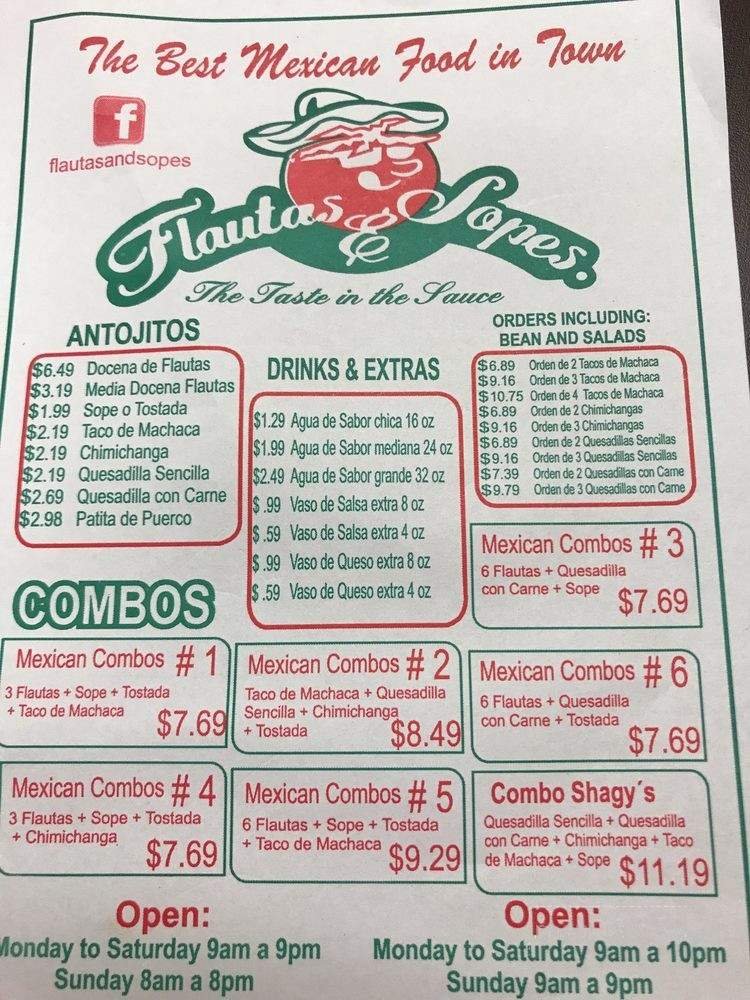 The Best Mexican Food in Town
f
flautasandsopes
Flautas & Sopes.
The Taste in the Sauce
ANTOJITOS
$6.49 Docena de Flautas
$3.19 Media Docena Flautas
$1.99 Sope o Tostada
$2.19 Taco de Machaca
$2.19 Chimichanga
$2.19 Quesadilla Sencilla
$2.69 Quesadilla con Carne
$2.98 Patita de Puerco
DRINKS & EXTRAS
$1.29 Agua de Sabor chica 16 oz
$1.99 Agua de Sabor mediana 24 oz
$2.49 Agua de Sabor grande 32 oz
$ .99 Vaso de Salsa extra 8 oz
$ .59 Vaso de Salsa extra 4 oz
$ .99 Vaso de Queso extra 8 oz
$ .59 Vaso de Queso extra 4 oz
ORDERS INCLUDING:
BEAN AND SALADS
$6.89 Orden de 2 Tacos de Machaca
$9.16 Orden de 3 Tacos de Machaca
$10.75 Orden de 4 Tacos de Machaca
$6.89 Orden de 2 Chimichangas
$9.16 Orden de 3 Chimichangas
$6.89 Orden de 2 Quesadillas Sencillas
$9.16 Orden de 3 Quesadillas Sencillas
$7.39 Orden de 2 Quesadillas con Carne
$9.79 Orden de 3 Quesadillas con Carne
COMBOS
Mexican Combos # 1
3 Flautas + Sope + Tostada
+ Taco de Machaca
$7.69
Mexican Combos # 2
Taco de Machaca + Quesadilla
Sencilla + Chimichanga
+ Tostada
$8.49
Mexican Combos # 3
6 Flautas + Quesadilla
con Carne + Sope
$7.69
Mexican Combos # 6
6 Flautas + Quesadilla
con Carne + Tostada
$7.69
Mexican Combos # 4
3 Flautas + Sope + Tostada
+ Chimichanga
$7.69
Mexican Combos # 5
6 Flautas + Sope + Tostada
+ Taco de Machaca
$9.29
Combo Shagy´s
Quesadilla Sencilla + Quesadilla
con Carne + Chimichanga + Taco
de Machaca + Sope
$11.19
Open:
Monday to Saturday 9am a 9pm
Sunday 8am a 8pm
Open:
Monday to Saturday 9am a 10pm
Sunday 9am a 9pm